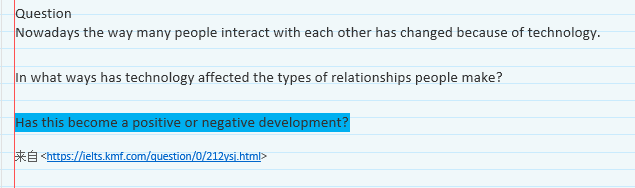 Question
Nowadays the way many people interact with each other has changed because of technology.
In what ways has technology affected the types of relationships people make?
Has this become a positive or negative development?
来自 <https://ielts.kmf.com/question/0/212ysj.html>